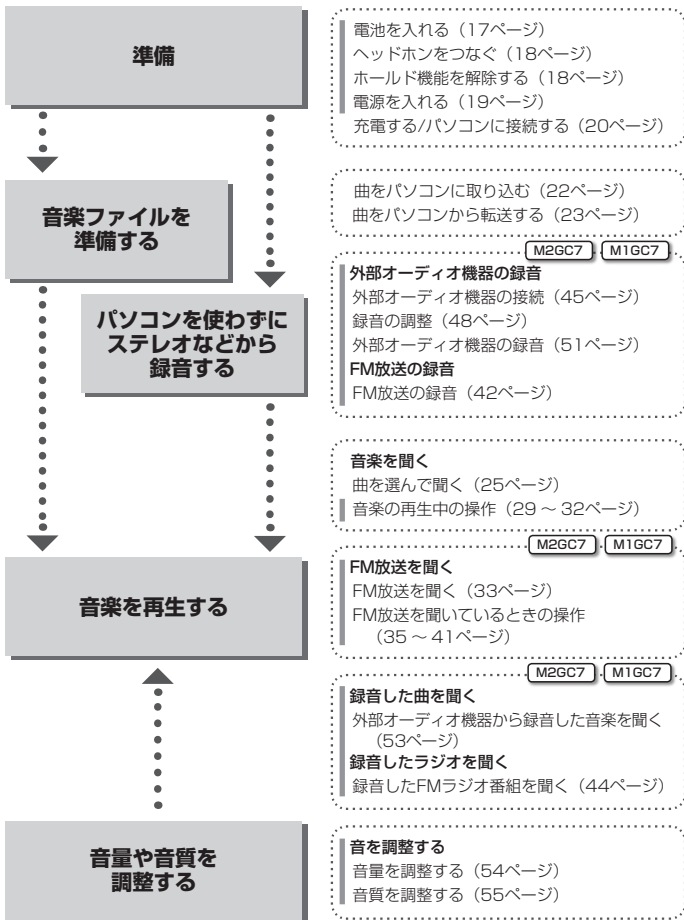 準備
電池を入れる（17ページ）
ヘッドホンをつなぐ（18ページ）
ホールド機能を解除する（18ページ）
電源を入れる（19ページ）
充電する/パソコンに接続する（20ページ）
音楽ファイルを
準備する
曲をパソコンに取り込む（22ページ）
曲をパソコンから転送する（23ページ）
パソコンを使わずに
ステレオなどから
録音する
M2GC7 M1GC7
外部オーディオ機器の録音
外部オーディオ機器の接続（45ページ）
録音の調整（48ページ）
外部オーディオ機器の録音（51ページ）
FM放送の録音
FM放送の録音（42ページ）
音楽を再生する
音楽を聞く
曲を選んで聞く（25ページ）
音楽の再生中の操作（29 ～ 32ページ）
M2GC7 M1GC7
FM放送を聞く
FM放送を聞く（33ページ）
FM放送を聞いているときの操作
（35 ～ 41ページ）
M2GC7 M1GC7
録音した曲を聞く
外部オーディオ機器から録音した音楽を聞く
（53ページ）
録音したラジオを聞く
録音したFMラジオ番組を聞く（44ページ）
音量や音質を
調整する
音を調整する
音量を調整する（54ページ）
音質を調整する（55ページ）